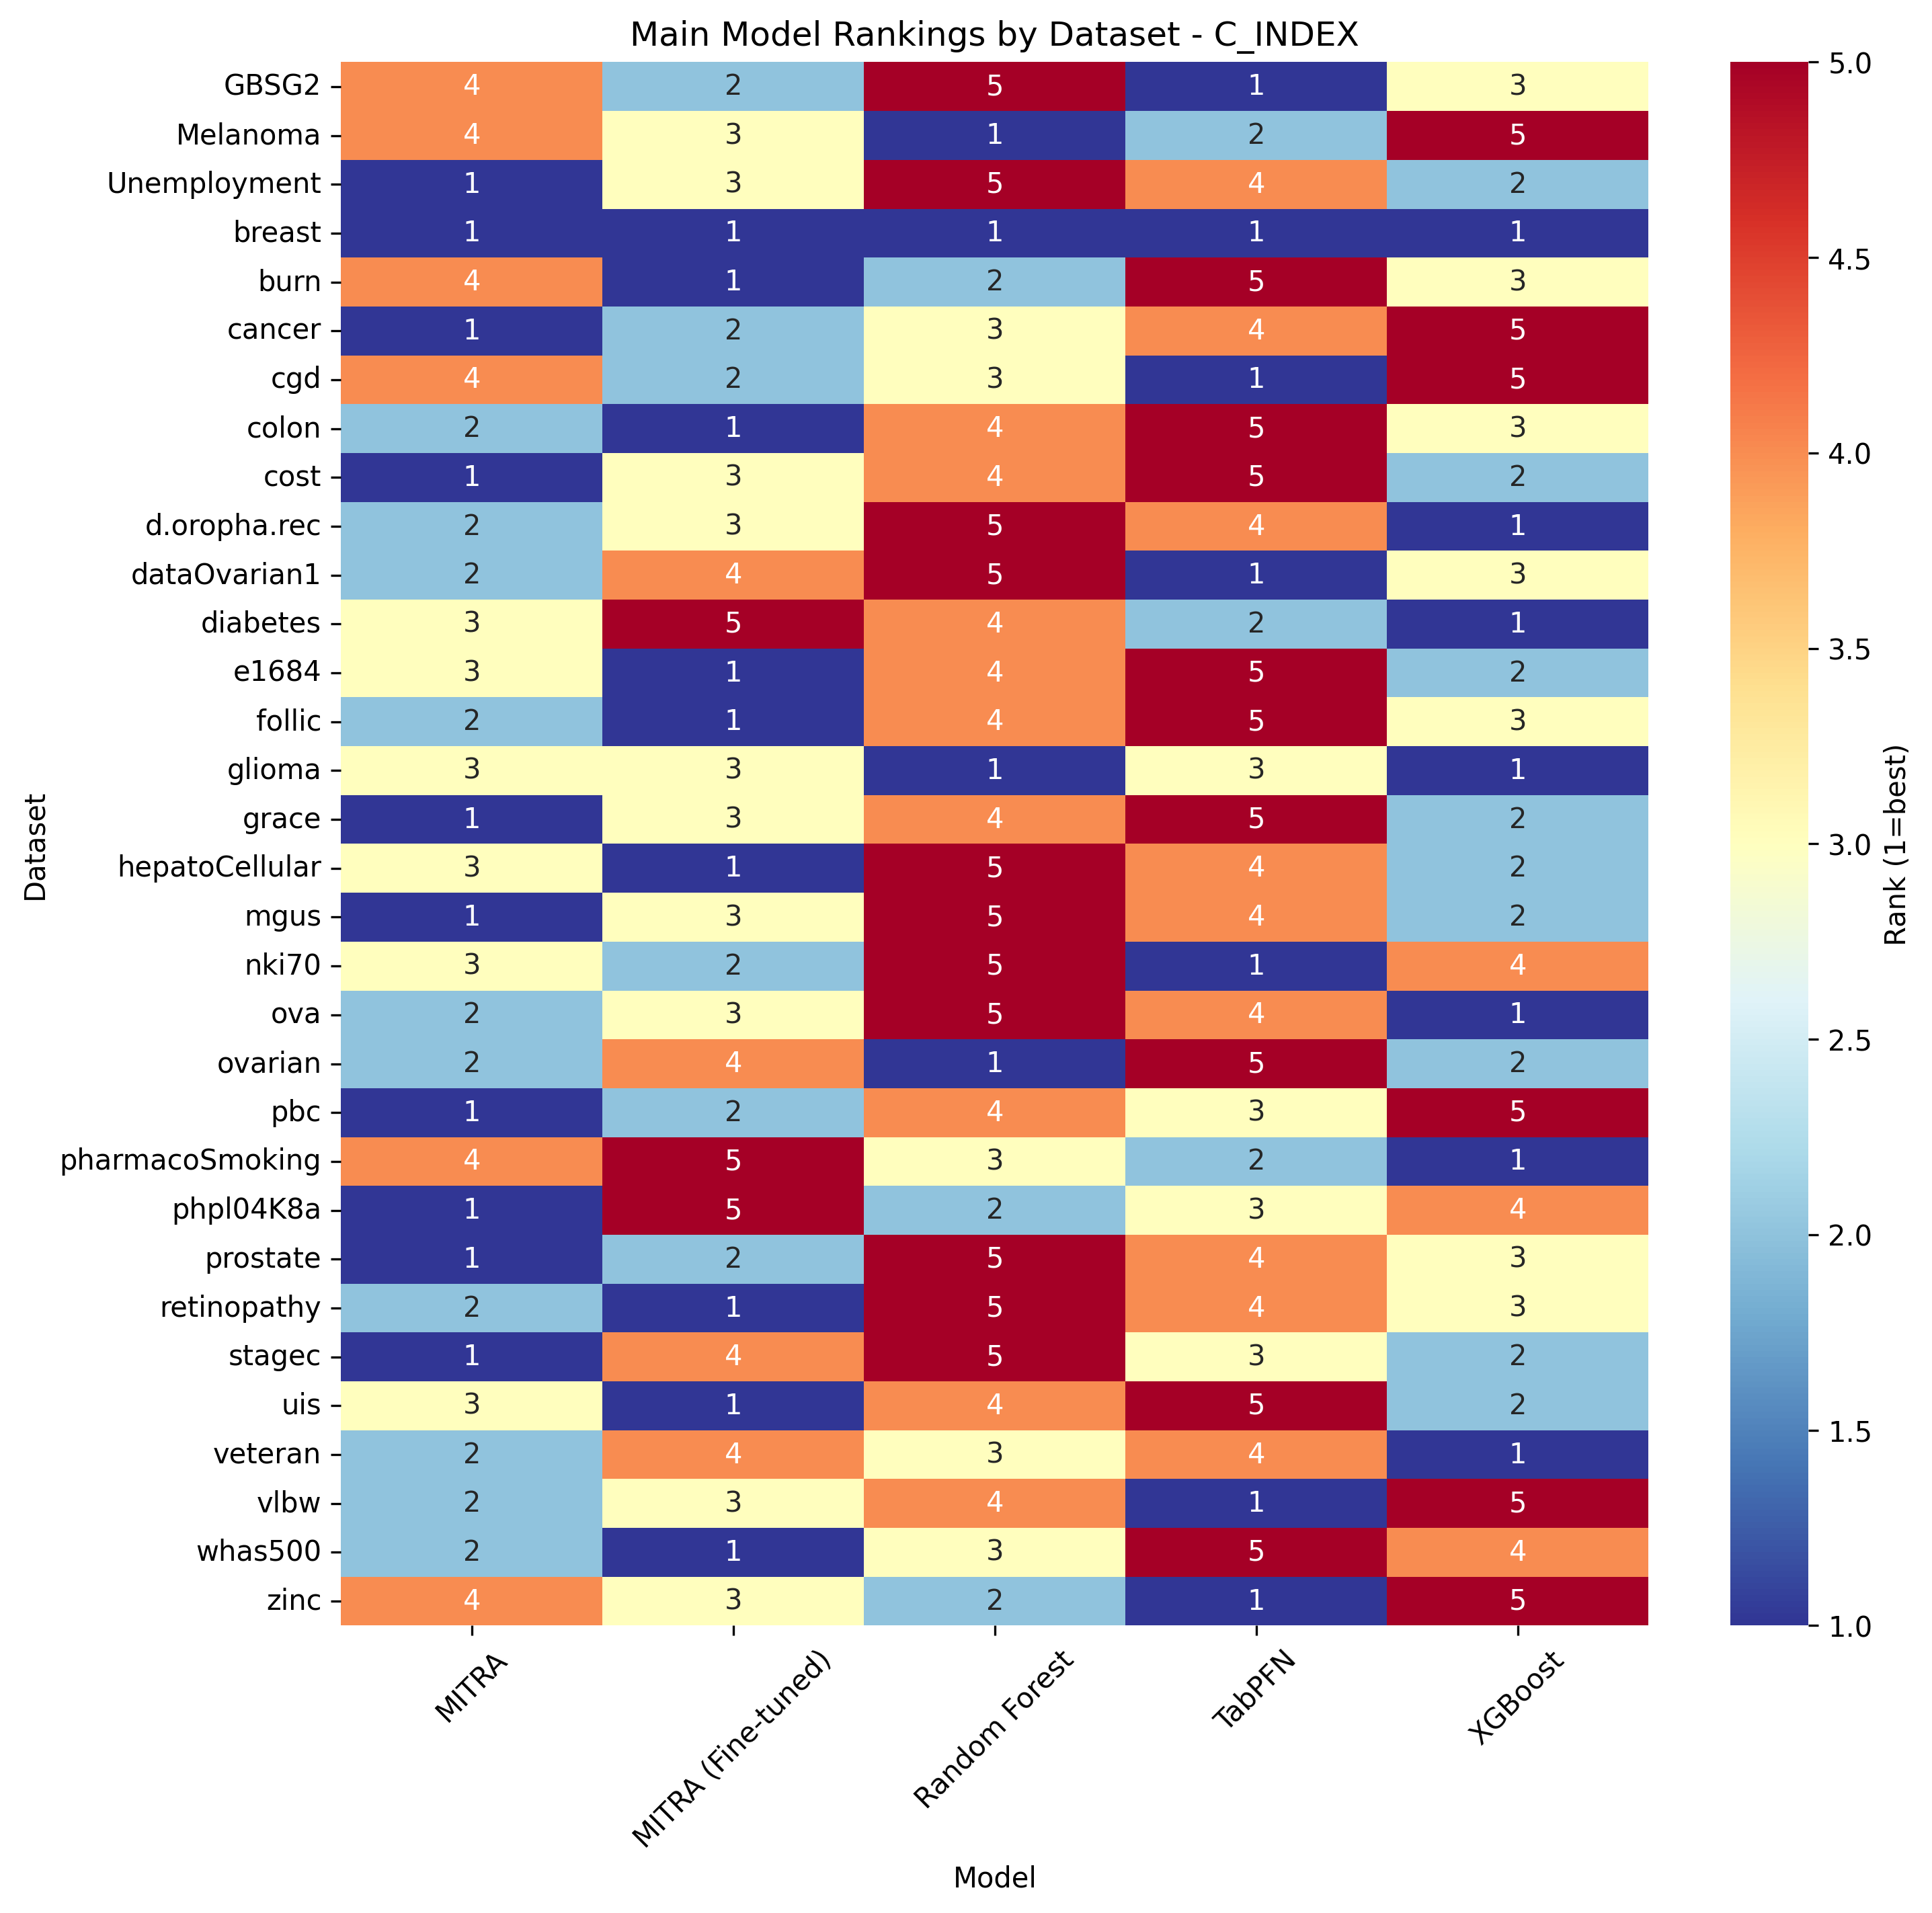 Main Model Rankings by Dataset - C_INDEX
GBSG2 4 2 5 1 3
Melanoma 4 3 1 2 5
Unemployment 1 3 5 4 2
breast 1 1 1 1 1
burn 4 1 2 5 3
cancer 1 2 3 4 5
cgd 4 2 3 1 5
colon 2 1 4 5 3
cost 1 3 4 5 2
d.oropha.rec 2 3 5 4 1
dataOvarian1 2 4 5 1 3
diabetes 3 5 4 2 1
e1684 3 1 4 5 2
follic 2 1 4 5 3
glioma 3 3 1 3 1
grace 1 3 4 5 2
hepatoCellular 3 1 5 4 2
mgus 1 3 5 4 2
nki70 3 2 5 1 4
ova 2 3 5 4 1
ovarian 2 4 1 5 2
pbc 1 2 4 3 5
pharmacoSmoking 4 5 3 2 1
phpl04K8a 1 5 2 3 4
prostate 1 2 5 4 3
retinopathy 2 1 5 4 3
stagec 1 4 5 3 2
uis 3 1 4 5 2
veteran 2 4 3 4 1
vlbw 2 3 4 1 5
whas500 2 1 3 5 4
zinc 4 3 2 1 5
Dataset
MITRA
MITRA (Fine-tuned)
Random Forest
TabPFN
XGBoost
Model
5.0
4.5
4.0
3.5
3.0
2.5
2.0
1.5
1.0
Rank (1=best)